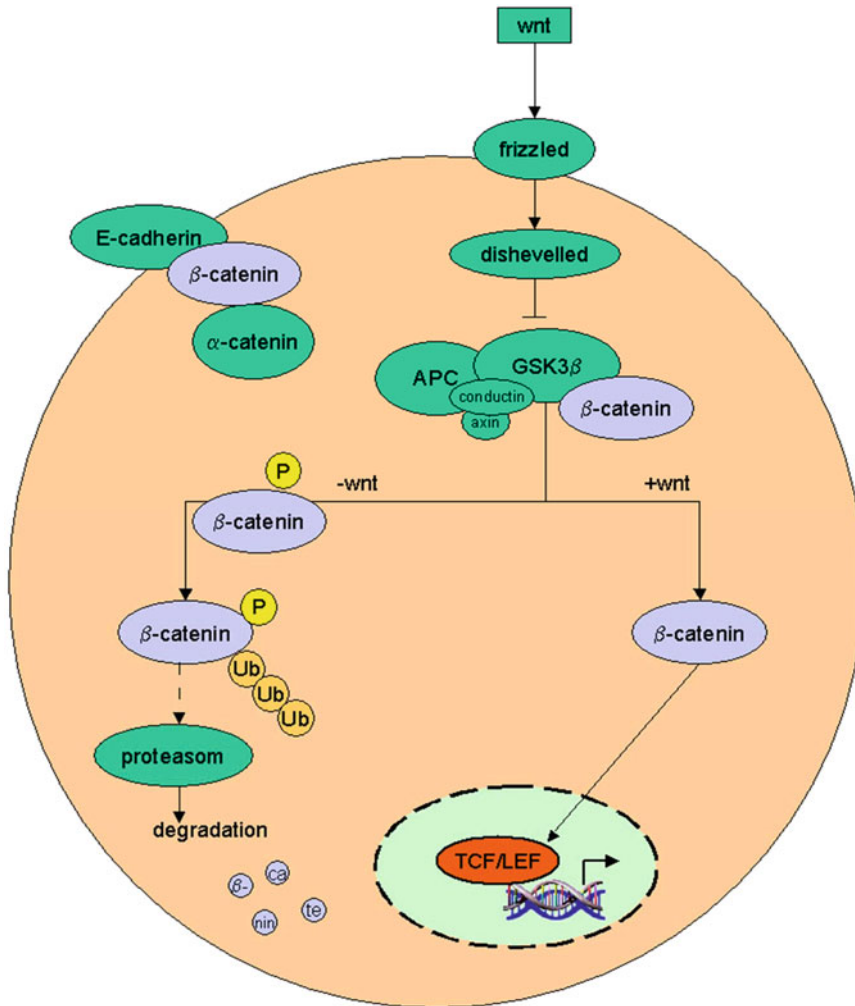 wnt
frizzled
E-cadherin
β-catenin
α-catenin
dishevelled
APC
GSK3β
conductin
axin
β-catenin
P
-wnt
+wnt
β-catenin
P
β-catenin
Ub
Ub
Ub
β-catenin
proteasom
degradation
β-
ca
te
nin
TCF/LEF